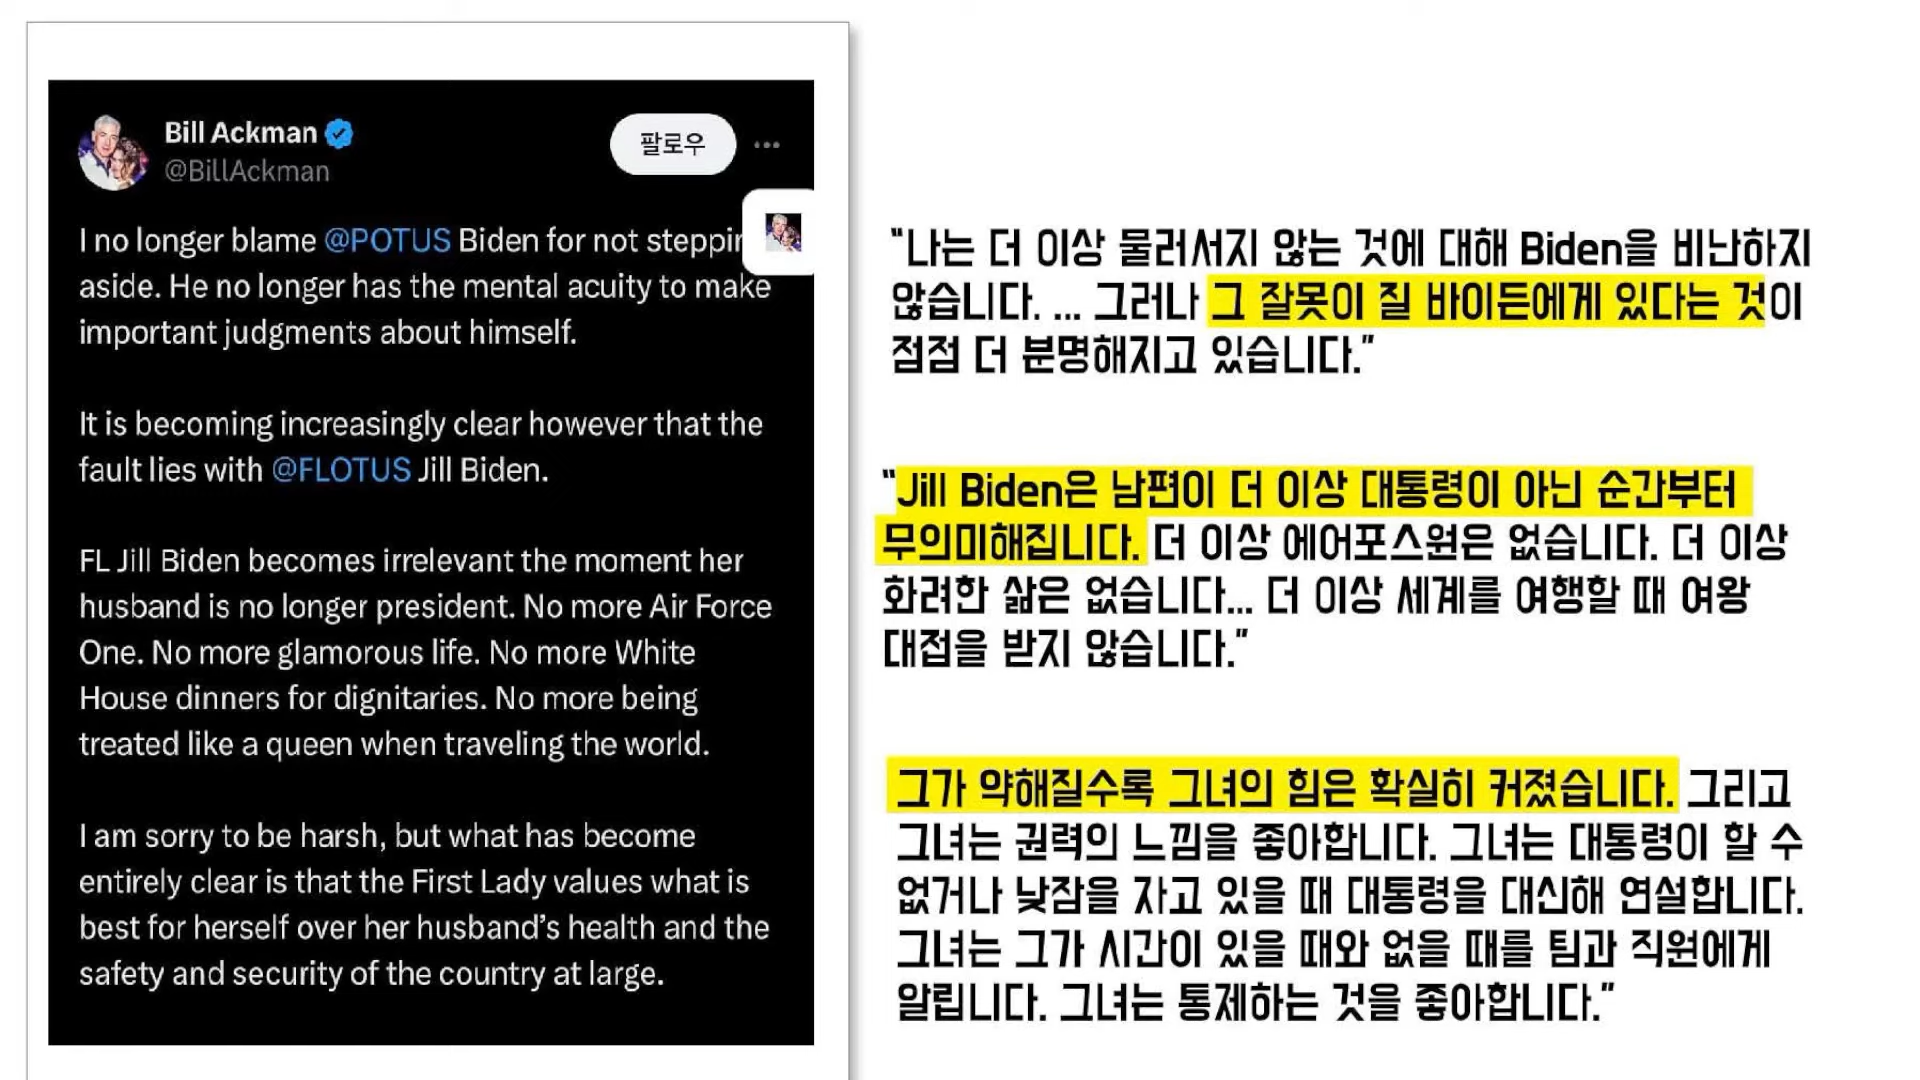 Bill Ackman
@BillAckman
팔로우
I no longer blame @POTUS Biden for not steppin
aside. He no longer has the mental acuity to make
important judgments about himself.
It is becoming increasingly clear however that the
fault lies with @FLOTUS Jill Biden.
FL Jill Biden becomes irrelevant the moment her
husband is no longer president. No more Air Force
One. No more glamorous life. No more White
House dinners for dignitaries. No more being
treated like a queen when traveling the world.
I am sorry to be harsh, but what has become
entirely clear is that the First Lady values what is
best for herself over her husband’s health and the
safety and security of the country at large.
“나는 더 이상 물러서지 않는 것에 대해 Biden을 비난하지
않습니다. ... 그러나 그 잘못이 질 바이든에게 있다는 것이
점점 더 분명해지고 있습니다.”
“Jill Biden은 남편이 더 이상 대통령이 아닌 순간부터
무의미해집니다. 더 이상 에어포스원은 없습니다. 더 이상
화려한 삶은 없습니다... 더 이상 세계를 여행할 때 여왕
대접을 받지 않습니다.”
그가 약해질수록 그녀의 힘은 확실히 커졌습니다. 그리고
그녀는 권력의 느낌을 좋아합니다. 그녀는 대통령이 할 수
없거나 낮잠을 자고 있을 때 대통령을 대신해 연설합니다.
그녀는 그가 시간이 있을 때와 없을 때를 팀과 직원에게
알립니다. 그녀는 통제하는 것을 좋아합니다.”